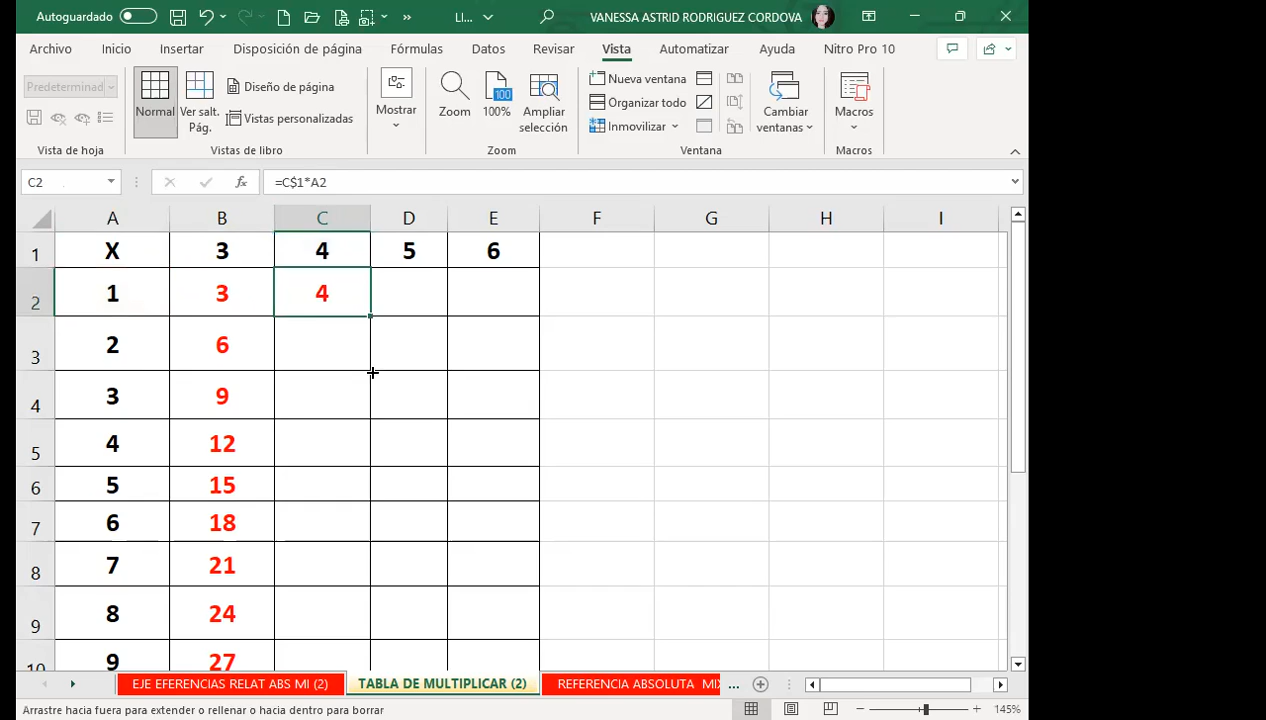 Autoguardado
LI...
VANESSA ASTRID RODRIGUEZ CORDOVA
Archivo Inicio Insertar Disposición de página Fórmulas Datos Revisar Vista Automatizar Ayuda Nitro Pro 10
Predeterminad
Vista de hoja
Normal
Ver salt. Pág.
Diseño de página
Vistas personalizadas
Vistas de libro
Mostrar
Zoom
100
100%
Ampliar selección
Zoom
Nueva ventana
Organizar todo
Inmovilizar
Cambiar ventanas
Ventana
Macros
Macros
C2 fx =C$1*A2
A B C D E F G H I
1 X 3 4 5 6
2 1 3 4
3 2 6
4 3 9
5 4 12
6 5 15
7 6 18
8 7 21
9 8 24
10 9 27
EJE EFERENCIAS RELAT ABS MI (2) TABLA DE MULTIPLICAR (2) REFERENCIA ABSOLUTA MIX ...
Arrastre hacia fuera para extender o rellenar o hacia dentro para borrar 145%